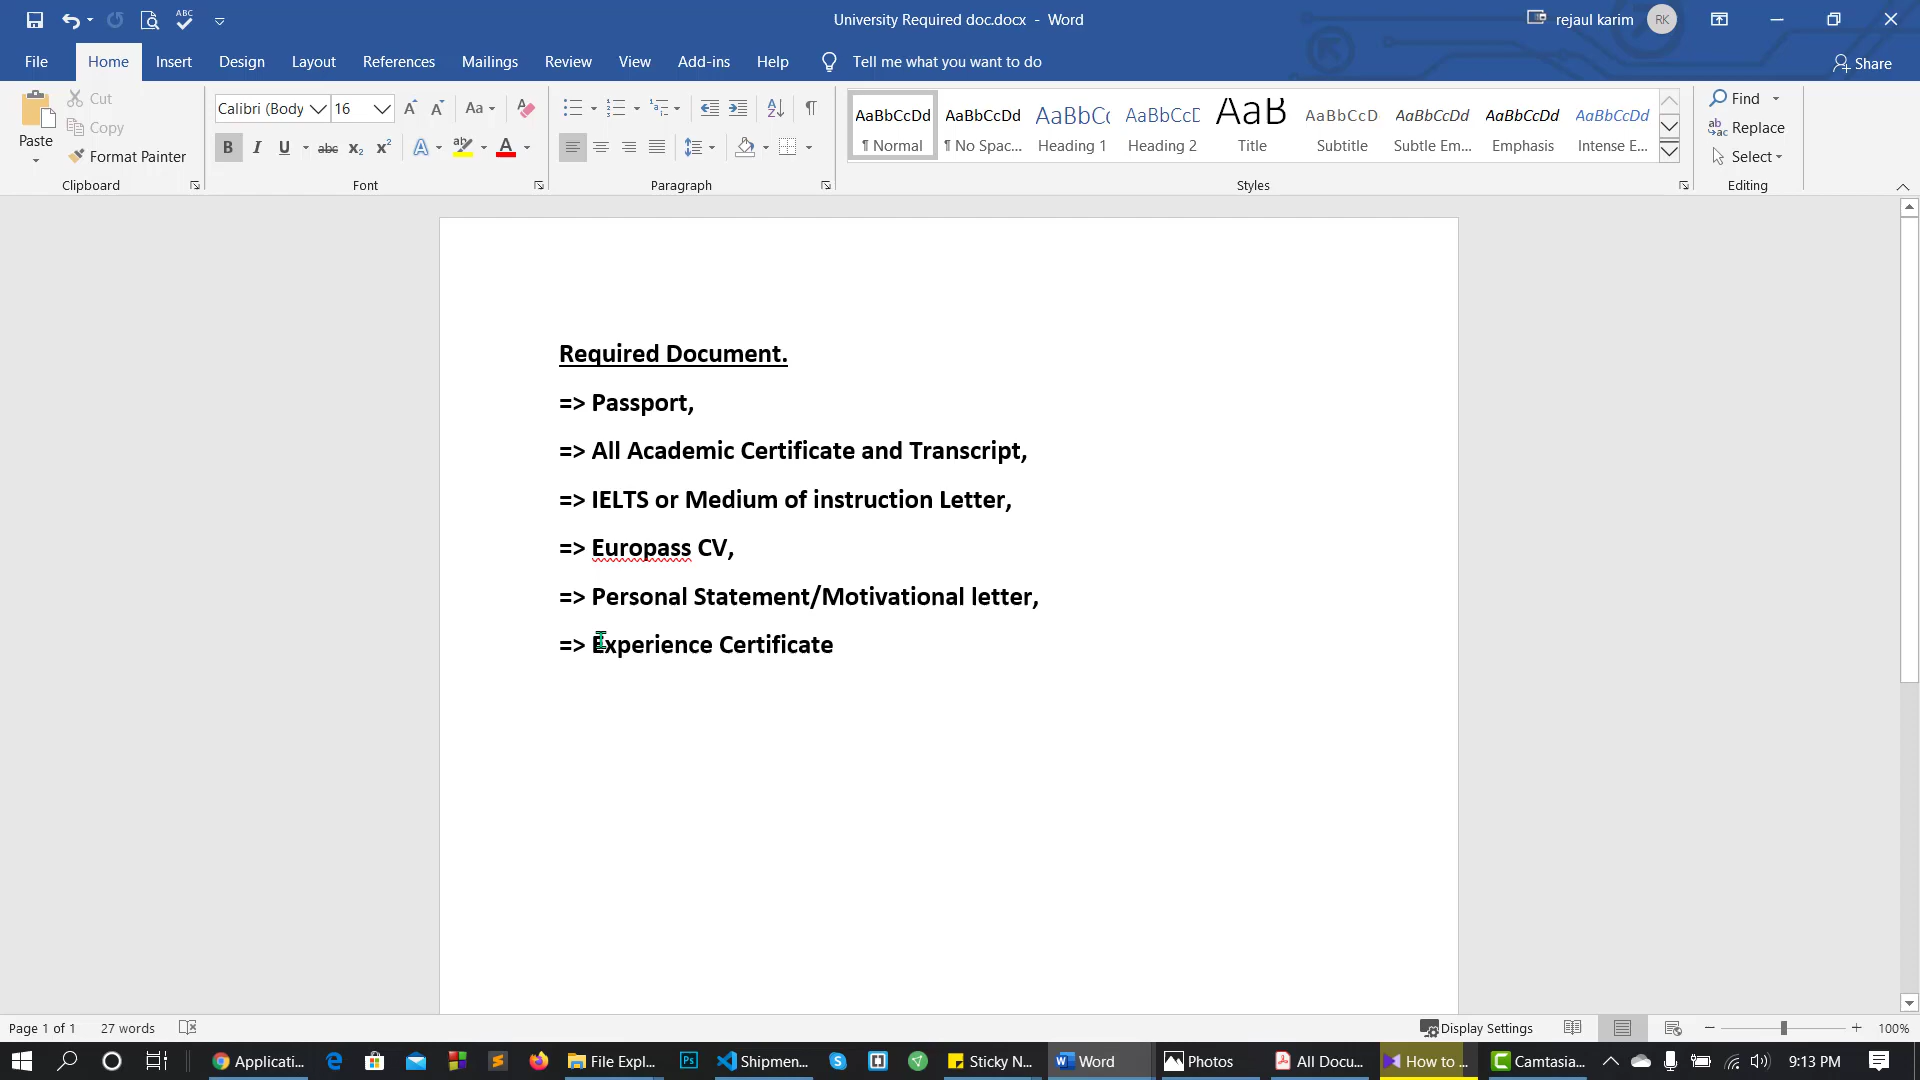 University Required doc.docx - Word
rejaul karim
RK
File Home Insert Design Layout References Mailings Review View Add-ins Help Tell me what you want to do
Share
Paste
Cut
Copy
Format Painter
Clipboard
Calibri (Body 16
Font
Paragraph
AaBbCcDd AaBbCcDd AaBbC( AaBbCcC AaB AaBbCcD AaBbCcDd AaBbCcDd AaBbCcDd
¶ Normal ¶ No Spac... Heading 1 Heading 2 Title Subtitle Subtle Em... Emphasis Intense E...
Styles
Find
Replace
Select
Editing
Required Document.
=> Passport,
=> All Academic Certificate and Transcript,
=> IELTS or Medium of instruction Letter,
=> Europass CV,
=> Personal Statement/Motivational letter,
=> Experience Certificate
Page 1 of 1 27 words Display Settings 100%
Applicati... File Expl... Shipmen... Sticky N... Word Photos All Docu... How to ... Camtasia... 9:13 PM